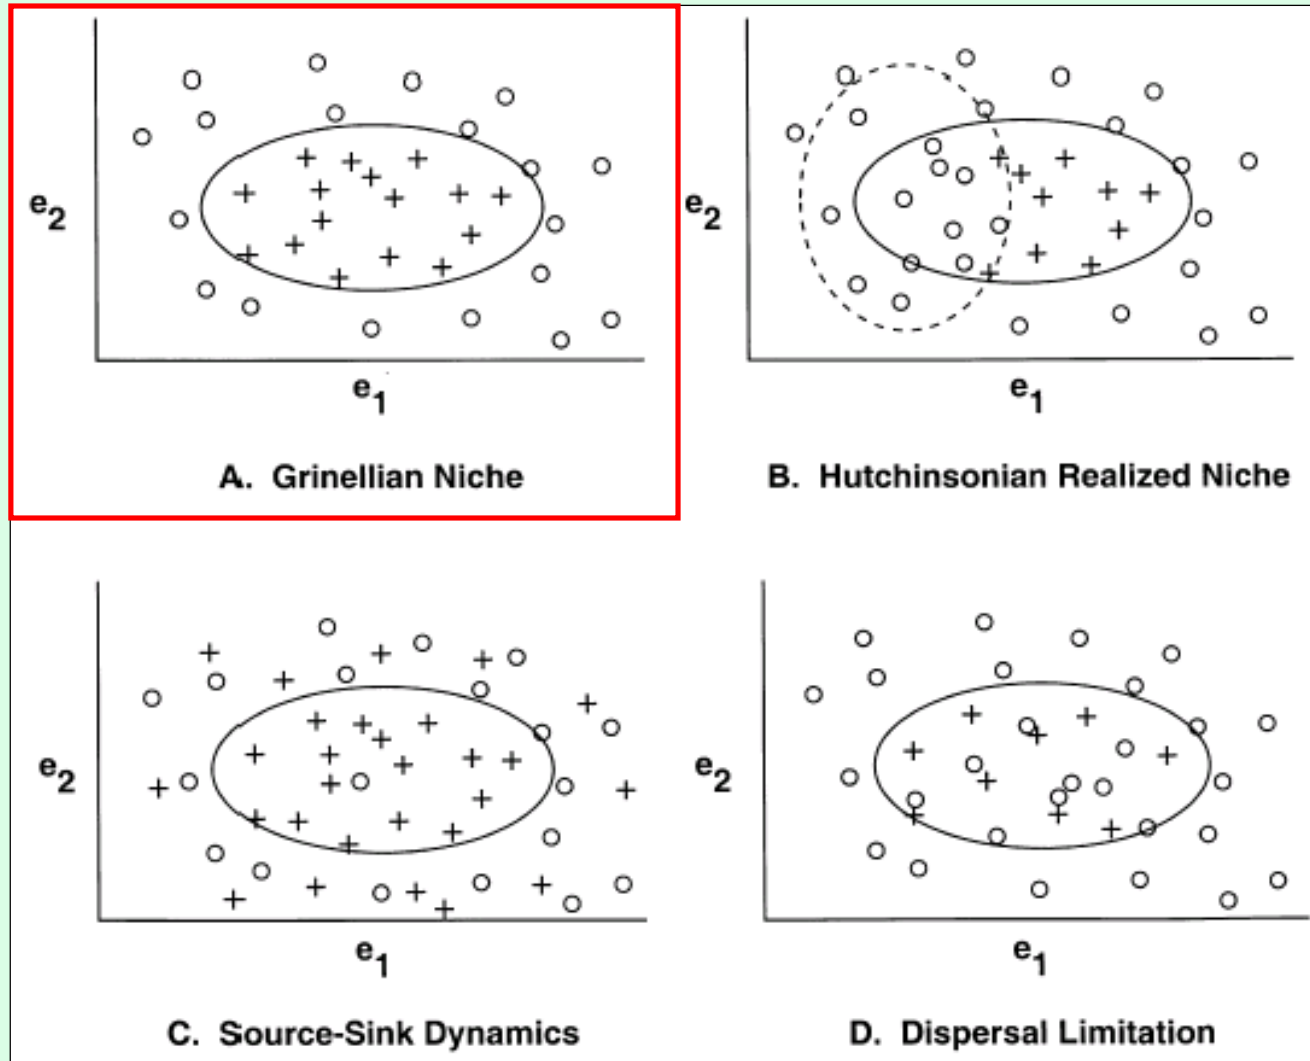 e2
e1
A. Grinellian Niche
e2
e1
B. Hutchinsonian Realized Niche
e2
e1
C. Source-Sink Dynamics
e2
e1
D. Dispersal Limitation